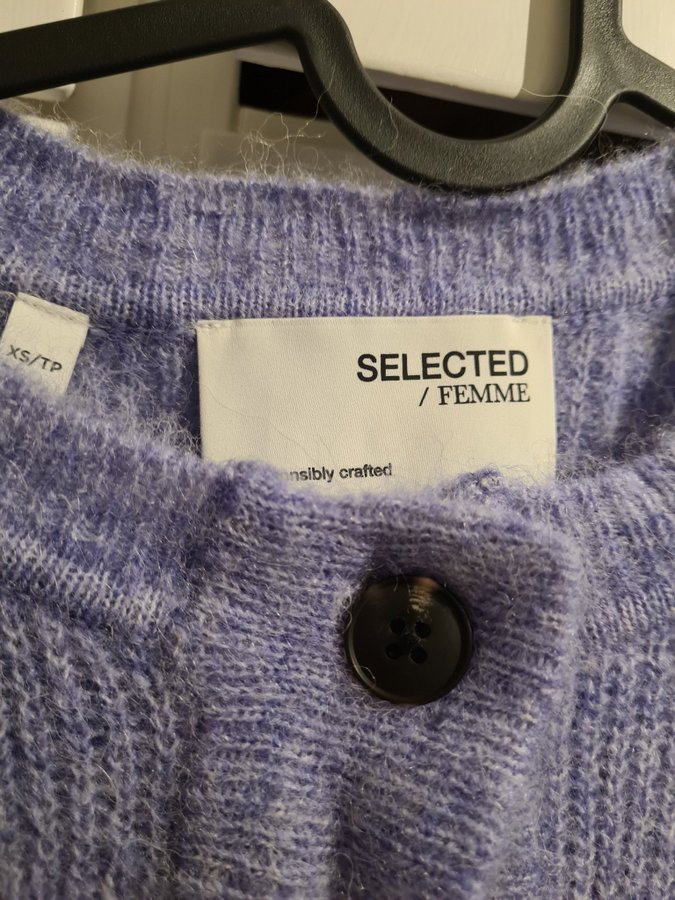 XS/TP
SELECTED
/ FEMME
nsibly crafted